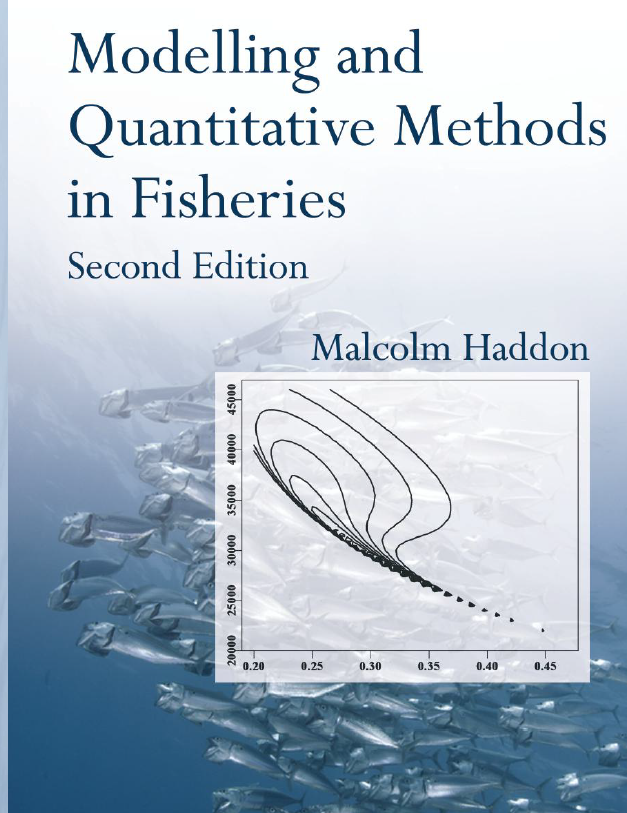 Modelling and
Quantitative Methods
in Fisheries
Second Edition
Malcolm Haddon
45000
40000
35000
30000
25000
20000
0.20 0.25 0.30 0.35 0.40 0.45